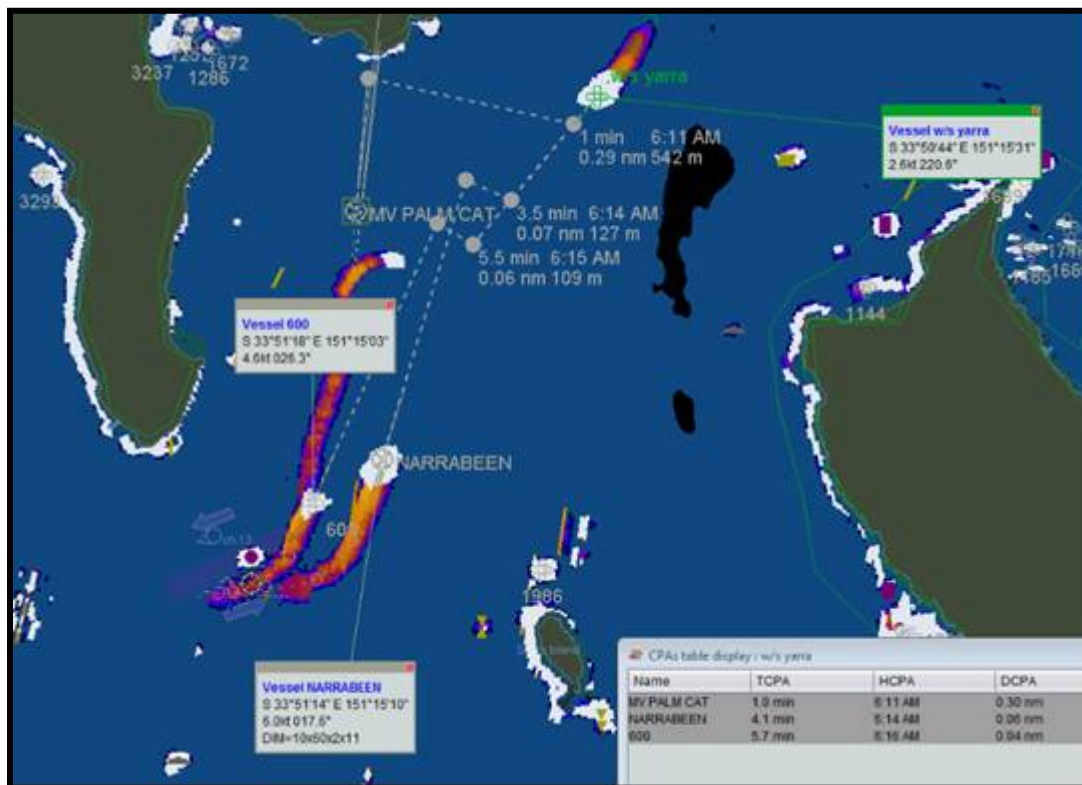 1672
3237
1286
w/s yarra
1 min 6:11 AM
0.29 nm 542 m
Vessel w/s yarra
S 33°50'44" E 151°15'31"
2.6kt 220.6°
MV PALM CAT
3.5 min 6:14 AM
0.07 nm 127 m
5.5 min 6:15 AM
0.06 nm 109 m
Vessel 600
S 33°51'18" E 151°15'03"
4.6kt 026.3°
1144
NARRABEEN
1986
Vessel NARRABEEN
S 33°51'14" E 151°15'10"
6.0kt 017.6°
DIM=10x60x2x11
CPAs table display : w/s yarra
Name TCPA HCPA DCPA
MV PALM CAT 1.0 min 6:11 AM 0.30 nm
NARRABEEN 4.1 min 6:14 AM 0.06 nm
600 5.7 min 6:16 AM 0.04 nm